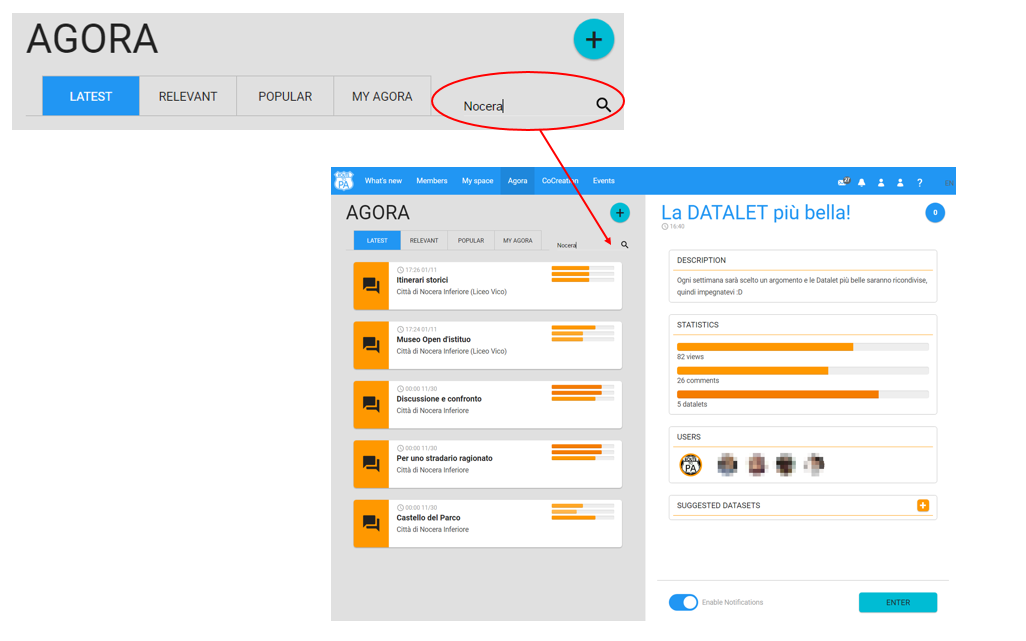 AGORA
+
LATEST
RELEVANT
POPULAR
MY AGORA
Nocera
PA
What's new
Members
My space
Agora
CoCreation
Events
27
?
EN
AGORA
+
LATEST
RELEVANT
POPULAR
MY AGORA
Nocera
17:26 01/11
Itinerari storici
Città di Nocera Inferiore (Liceo Vico)
17:24 01/11
Museo Open d'istituo
Città di Nocera Inferiore (Liceo Vico)
00:00 11/30
Discussione e confronto
Città di Nocera Inferiore
00:00 11/30
Per uno stradario ragionato
Città di Nocera Inferiore
00:00 11/30
Castello del Parco
Città di Nocera Inferiore
La DATALET più bella!
0
16:40
DESCRIPTION
Ogni settimana sarà scelto un argomento e le Datalet più belle saranno ricondivise,
quindi impegnatevi :D
STATISTICS
82 views
26 comments
5 datalets
USERS
PA
SUGGESTED DATASETS
+
Enable Notifications
ENTER